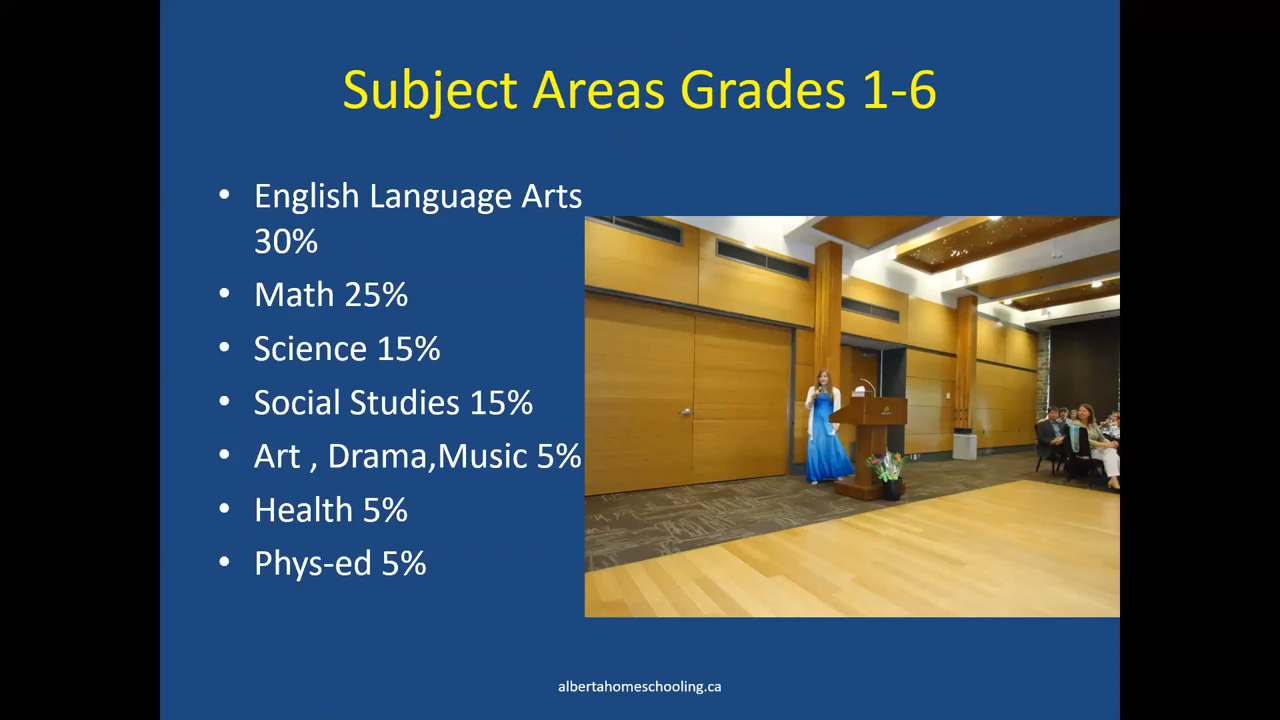 Subject Areas Grades 1-6
• English Language Arts
30%
• Math 25%
• Science 15%
• Social Studies 15%
• Art , Drama,Music 5%
• Health 5%
• Phys-ed 5%
albertahomeschooling.ca